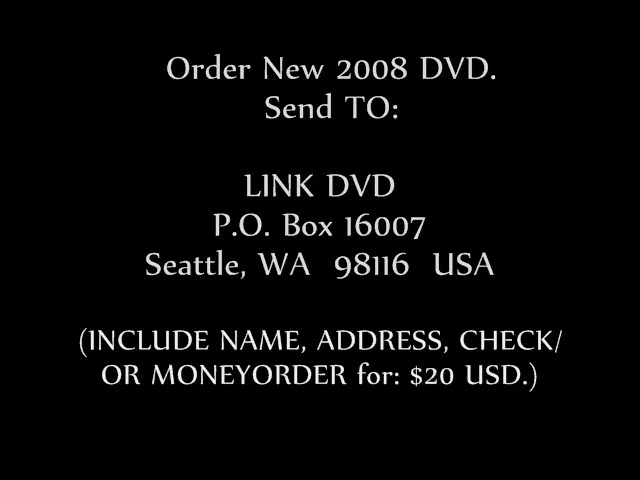 Order New 2008 DVD.
Send TO:
LINK DVD
P.O. Box 16007
Seattle, WA 98116 USA
(INCLUDE NAME, ADDRESS, CHECK/
OR MONEYORDER for: $20 USD.)